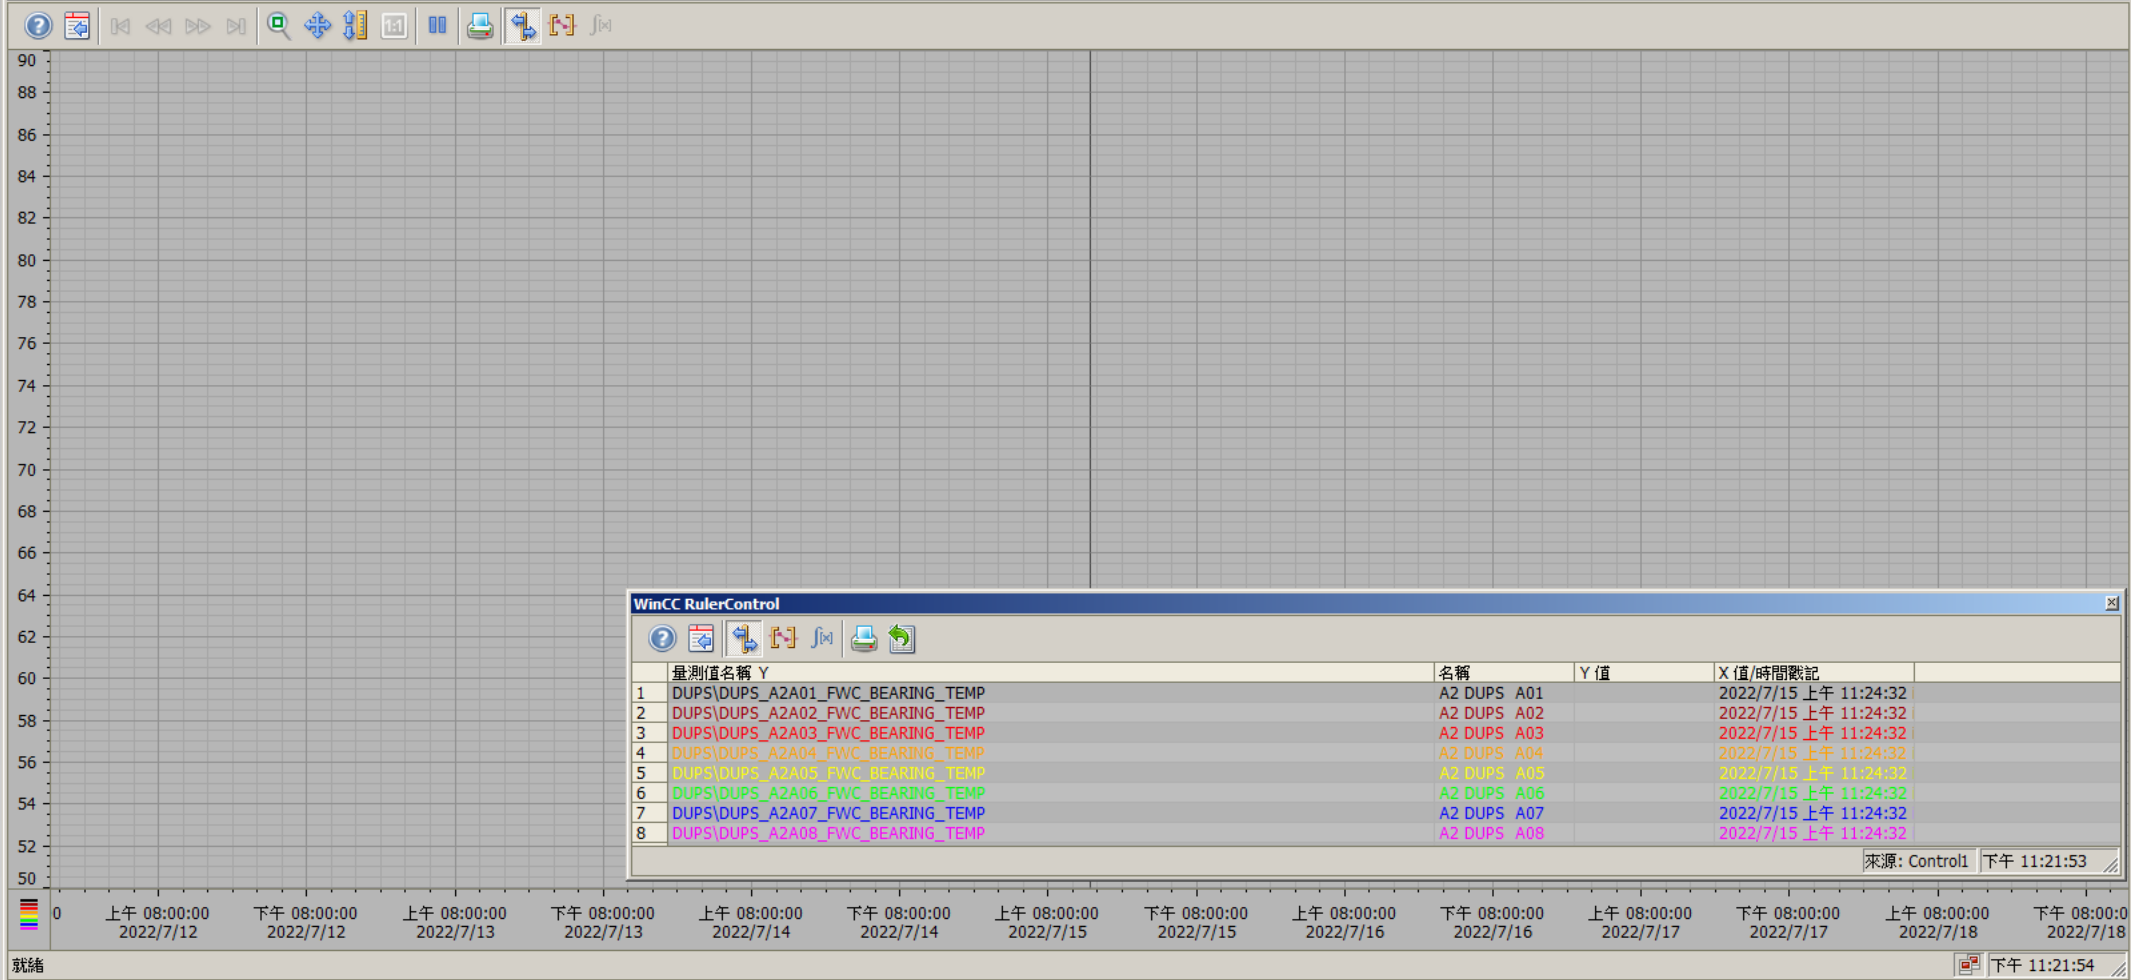 1:1
90
88
86
84
82
80
78
76
74
72
70
68
66
64
62
60
58
56
54
52
50
WinCC RulerControl
量測值名稱 Y 名稱 Y 值 X 值/時間戳記
1 DUPS\DUPS_A2A01_FWC_BEARING_TEMP A2 DUPS A01 2022/7/15 上午 11:24:32
2 DUPS\DUPS_A2A02_FWC_BEARING_TEMP A2 DUPS A02 2022/7/15 上午 11:24:32
3 DUPS\DUPS_A2A03_FWC_BEARING_TEMP A2 DUPS A03 2022/7/15 上午 11:24:32
4 DUPS\DUPS_A2A04_FWC_BEARING_TEMP A2 DUPS A04 2022/7/15 上午 11:24:32
5 DUPS\DUPS_A2A05_FWC_BEARING_TEMP A2 DUPS A05 2022/7/15 上午 11:24:32
6 DUPS\DUPS_A2A06_FWC_BEARING_TEMP A2 DUPS A06 2022/7/15 上午 11:24:32
7 DUPS\DUPS_A2A07_FWC_BEARING_TEMP A2 DUPS A07 2022/7/15 上午 11:24:32
8 DUPS\DUPS_A2A08_FWC_BEARING_TEMP A2 DUPS A08 2022/7/15 上午 11:24:32
來源: Control1 下午 11:21:53
0 上午 08:00:00 下午 08:00:00 上午 08:00:00 下午 08:00:00 上午 08:00:00 下午 08:00:00 上午 08:00:00 下午 08:00:00 上午 08:00:00 下午 08:00:00 上午 08:00:00 下午 08:00:00 上午 08:00:00 下午 08:00:0
2022/7/12 2022/7/12 2022/7/13 2022/7/13 2022/7/14 2022/7/14 2022/7/15 2022/7/15 2022/7/16 2022/7/16 2022/7/17 2022/7/17 2022/7/18 2022/7/18
就緒 下午 11:21:54